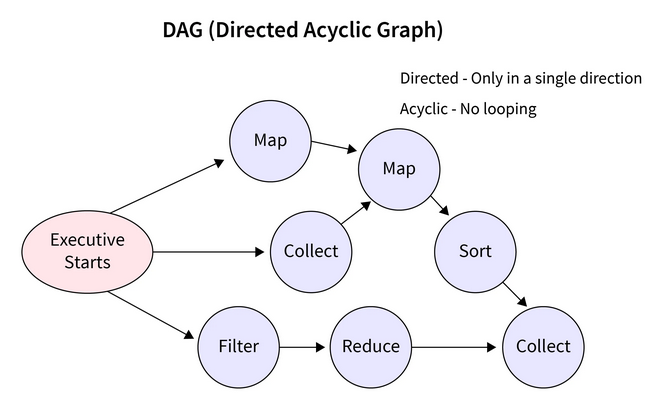 DAG (Directed Acyclic Graph)
Directed - Only in a single direction
Acyclic - No looping
Map
Map
Executive
Starts
Collect
Sort
Filter
Reduce
Collect